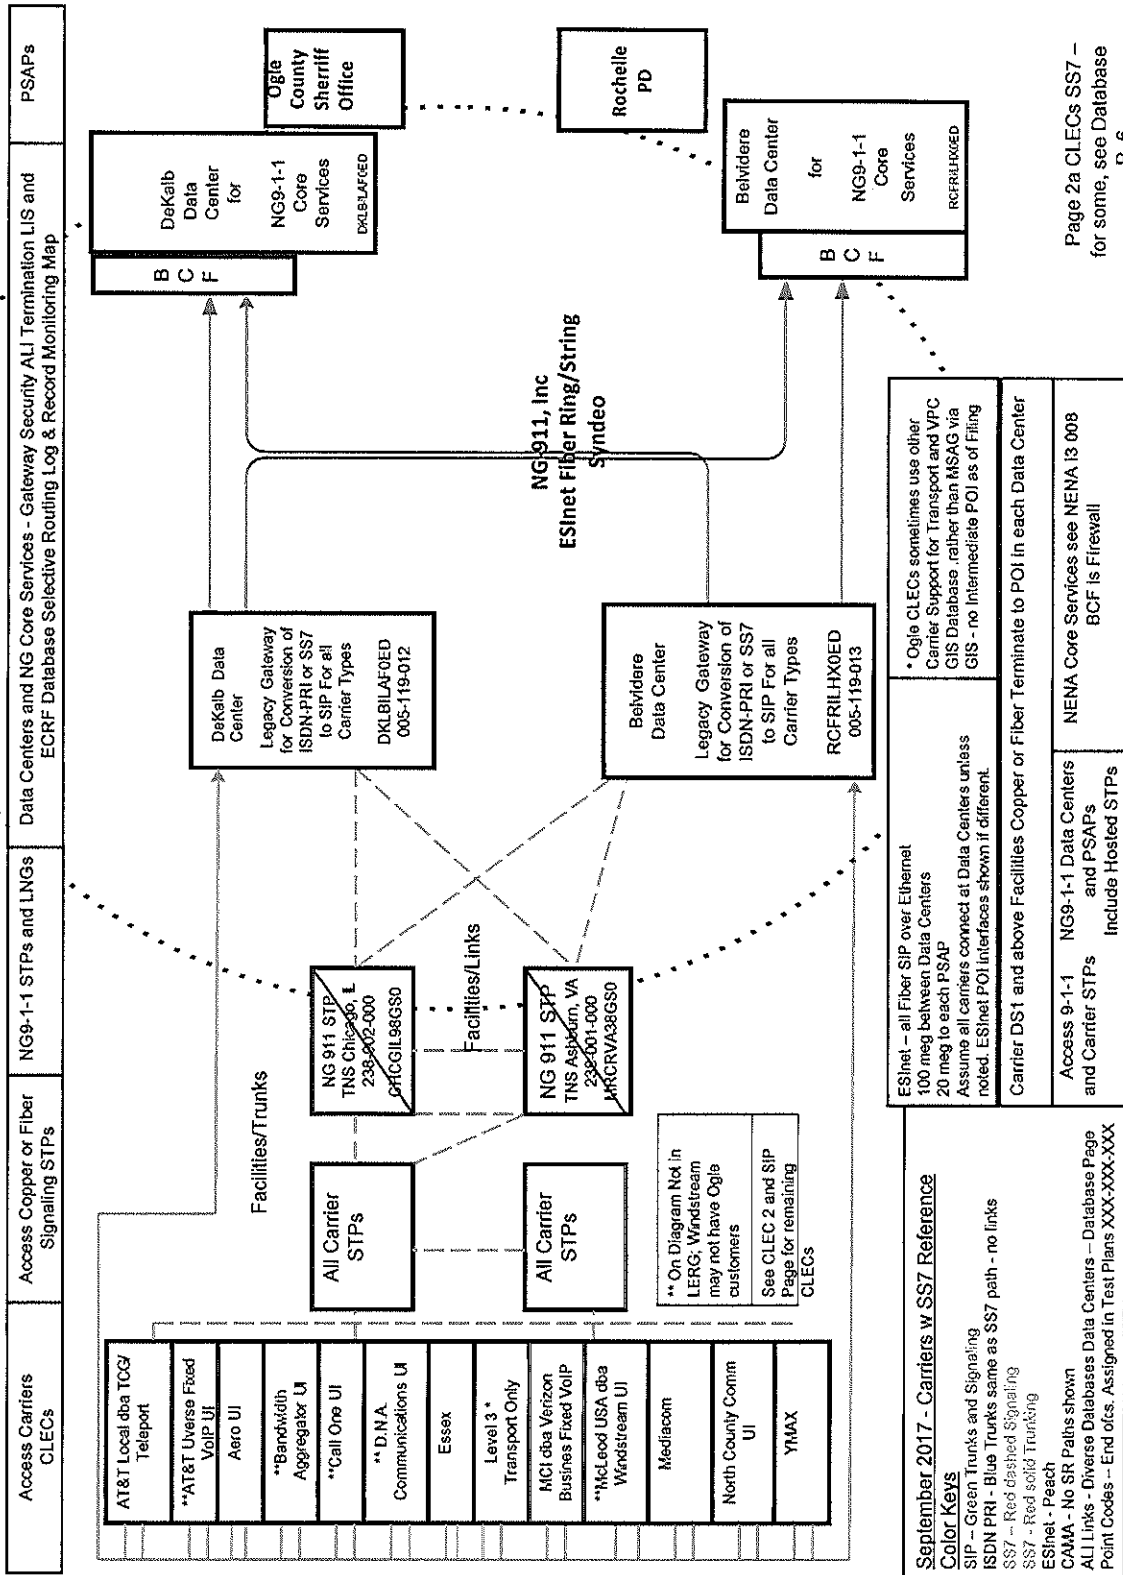 Access Carriers
CLECs
Access Copper or Fiber
Signaling STPs
NG9-1-1 STPs and LNGs
Data Centers and NG Core Services - Gateway Security ALI Termination LIS and
ECRF Database Selective Routing Log & Record Monitoring Map
PSAPs
AT&T Local dba TCG/
Teleport
**AT&T Uverse Fixed
VoIP UI
Aero UI
**Bandwidth
Aggregator UI
**Call One UI
** D.N.A.
Communications UI
Essex
Level 3 *
Transport Only
MCI dba Verizon
Busines Fixed VoIP
**McLeod USA dba
Windstream UI
Mediacom
North County Comm
UI
YMAX
Facilities/Trunks
All Carrier
STPs
All Carrier
STPs
** On Diagram Not in
LERG; Windstream
may not have Ogle
customers
See CLEC 2 and SIP
Page for remaining
CLECs
NG 911 STP
TNS Chicago, IL
238-002-000
CHCGIL98GS0
Facilities/Links
NG 911 STP
TNS Ashburn, VA
238-001-000
MRCRVA38GS0
DeKalb Data
Center
Legacy Gateway
for Conversion of
ISDN-PRI or SS7
to SIP For all
Carrier Types
DKLBILAF0ED
005-119-012
Belvidere
Data Center
Legacy Gateway
for Conversion of
ISDN-PRI or SS7
to SIP For all
Carrier Types
RCFRILHX0ED
005-119-013
NG-911, Inc
ESInet Fiber Ring/String
Syndeo
B
C
F
DeKalb
Data
Center
for
NG9-1-1
Core
Services
DKLBILAF0ED
Ogle
County
Sherriff
Office
Rochelle
PD
B
C
F
Belvidere
Data Center
for
NG9-1-1
Core
Services
RCFRILHX0ED
September 2017 - Carriers w SS7 Reference
Color Keys
SIP – Green Trunks and Signaling
ISDN PRI - Blue Trunks same as SS7 path - no links
SS7 – Red dashed Signaling
SS7 - Red solid Trunking
ESInet - Peach
CAMA - No SR Paths shown
ALI Links - Diverse Databases Data Centers – Database Page
Point Codes – End ofcs. Assigned in Test Plans XXX-XXX-XXX
ESInet – all Fiber SIP over Ethernet
100 meg between Data Centers
20 meg to each PSAP
Assume all carriers connect at Data Centers unless
noted. ESInet POI interfaces shown if different.
* Ogle CLECs sometimes use other
Carrier Support for Transport and VPC
GIS Database ,rather than MSAG via
GIS - no Intermediate POI as of Filing
Carrier DS1 and above Facilities Copper or Fiber Terminate to POI in each Data Center
Access 9-1-1
and Carrier STPs
NG9-1-1 Data Centers
and PSAPs
Include Hosted STPs
NENA Core Services see NENA I3 008
BCF is Firewall
Page 2a CLECs SS7 –
for some, see Database